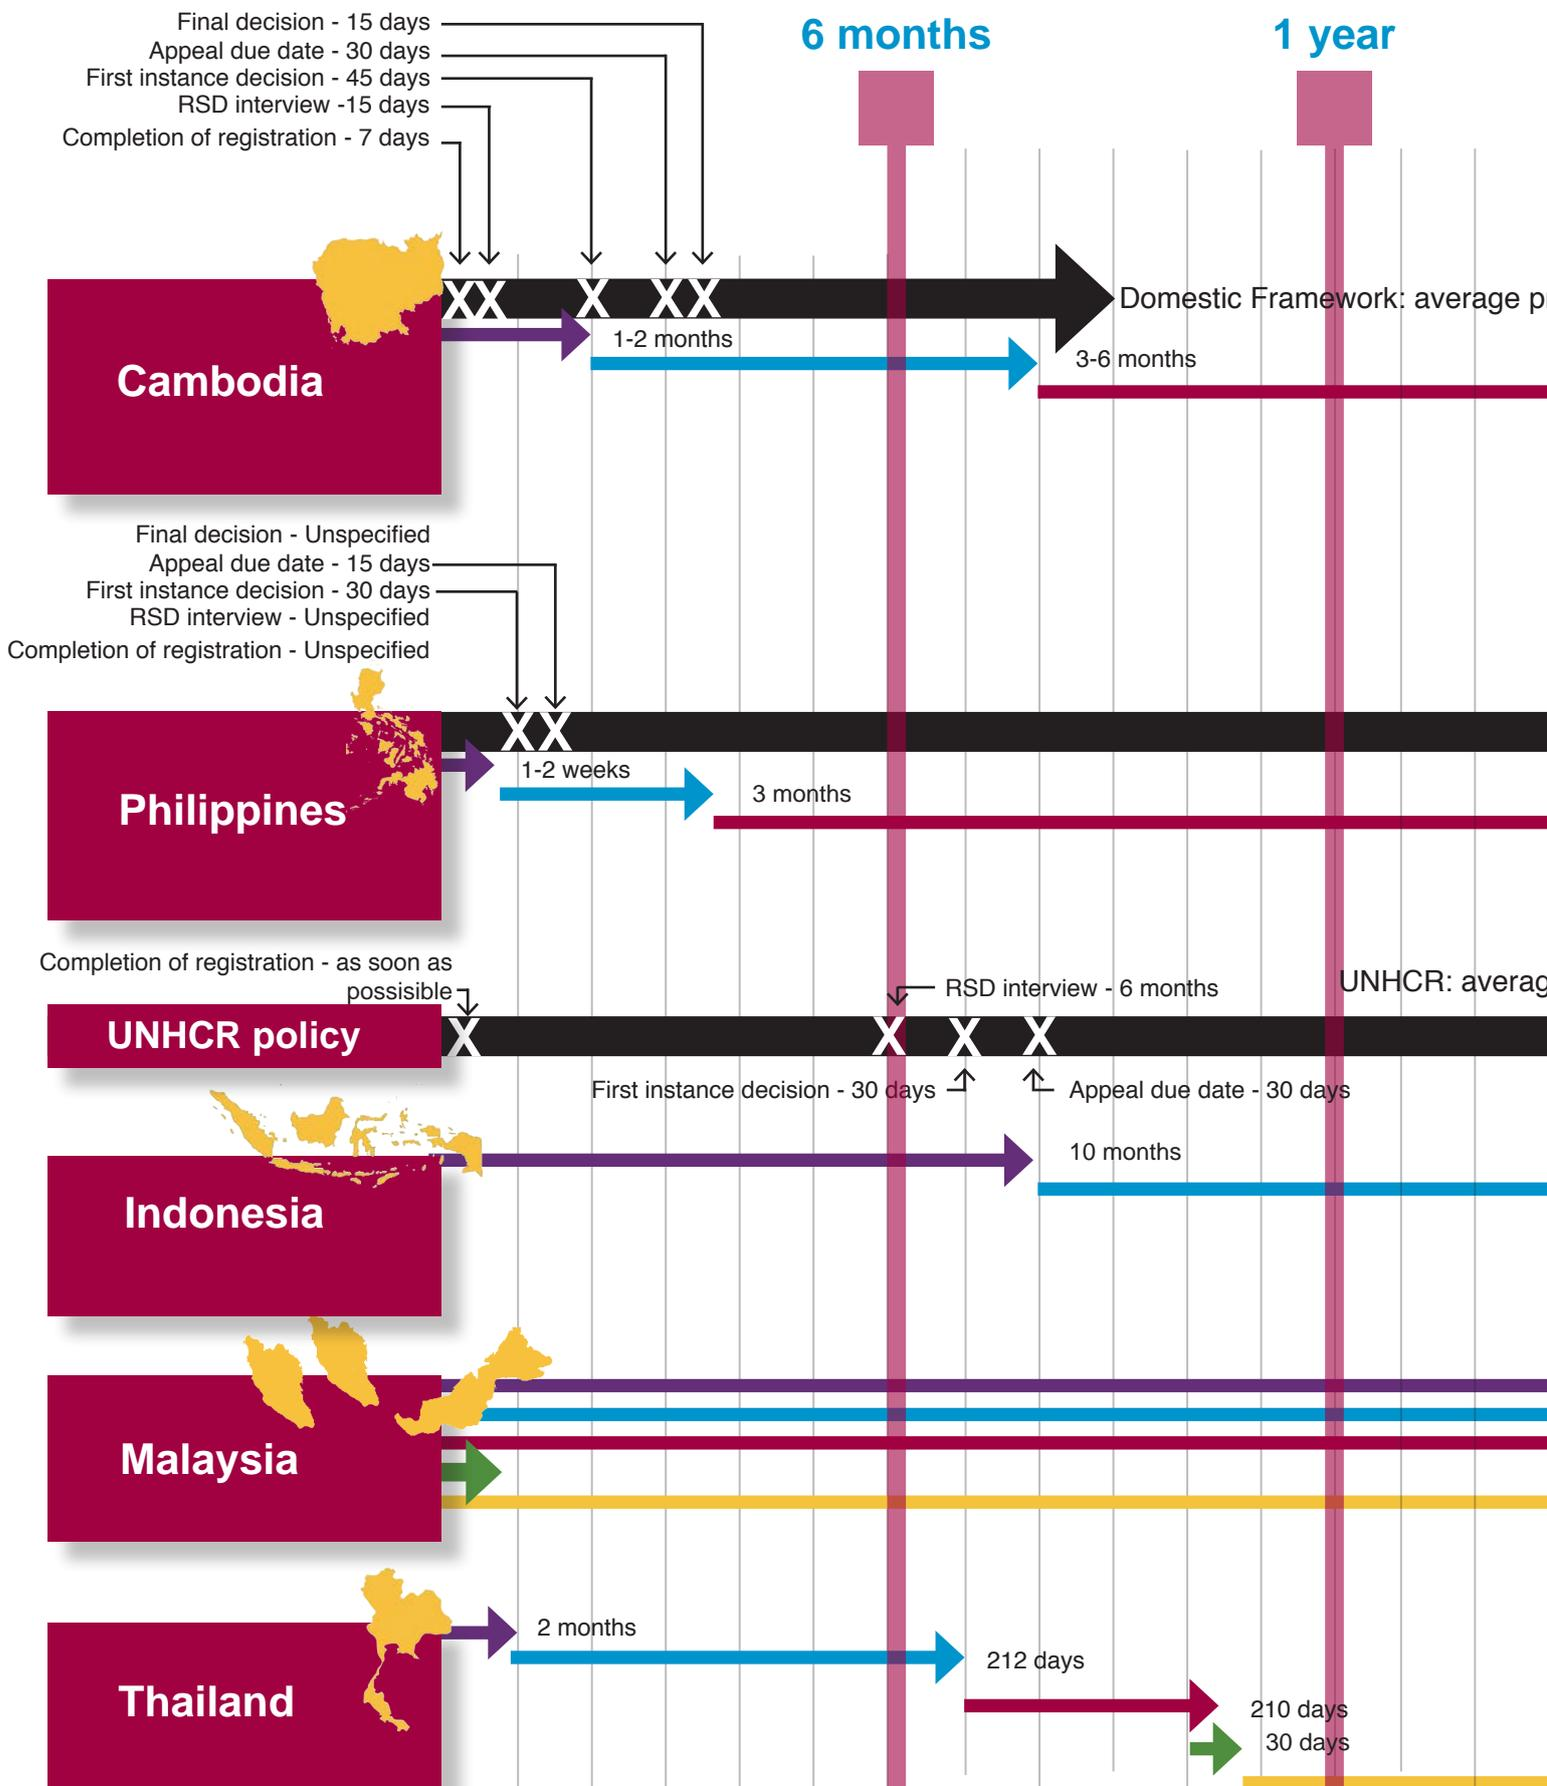 6 months
1 year
Final decision - 15 days
Appeal due date - 30 days
First instance decision - 45 days
RSD interview -15 days
Completion of registration - 7 days
X X X X X
Domestic Framework: average
Cambodia
1-2 months
3-6 months
Final decision - Unspecified
Appeal due date - 15 days
First instance decision - 30 days
RSD interview - Unspecified
Completion of registration - Unspecified
X X
Philippines
1-2 weeks
3 months
Completion of registration - as soon as
possisible
RSD interview - 6 months
UNHCR:
UNHCR policy
X X X X
First instance decision - 30 days
Appeal due date - 30 days
Indonesia
10 months
Malaysia
Thailand
2 months
212 days
210 days
30 days